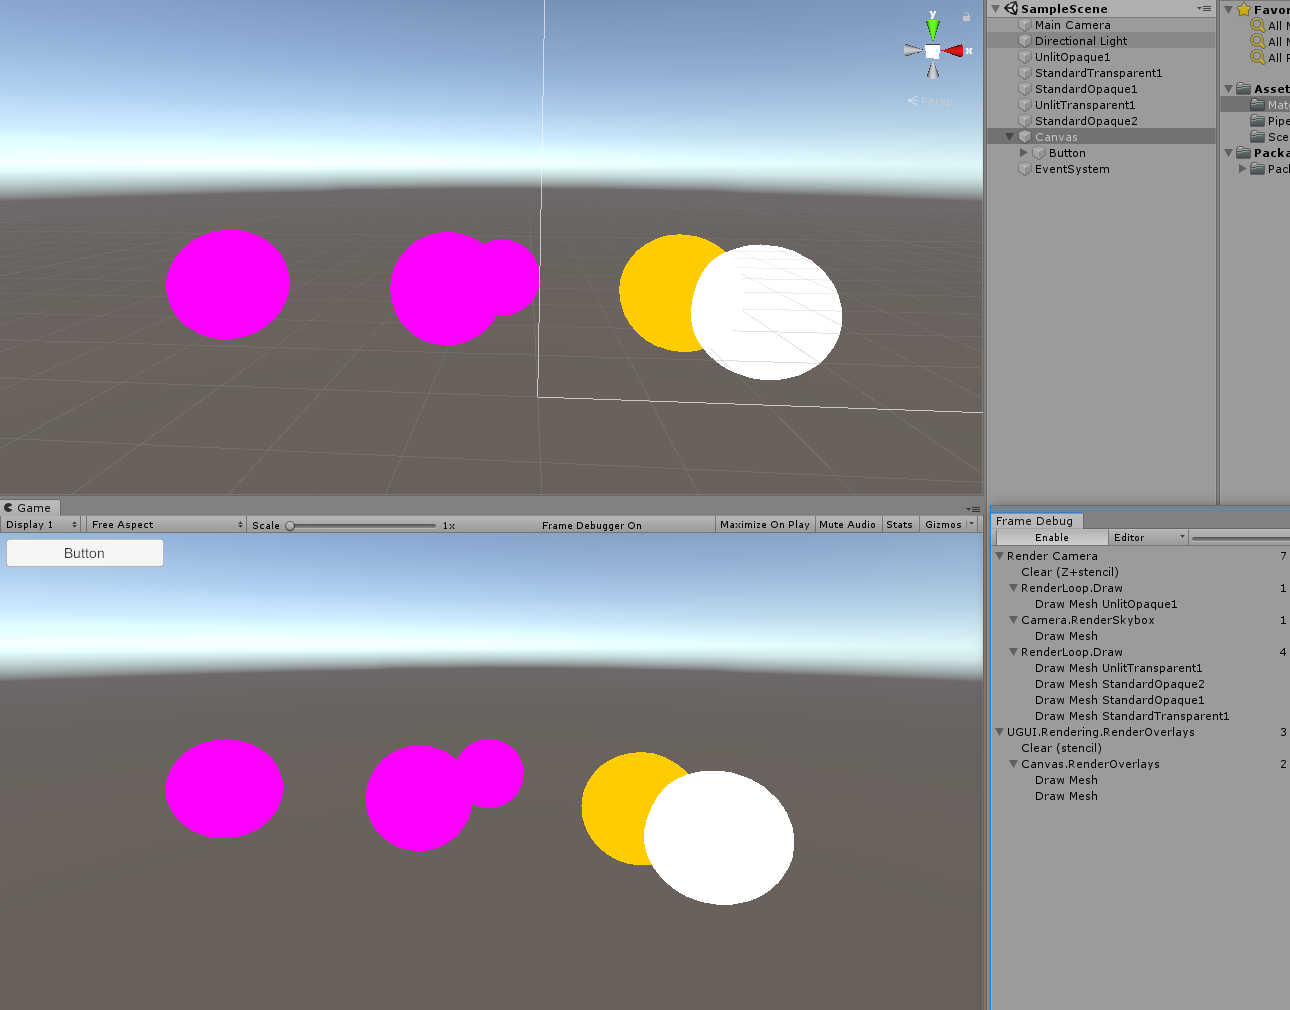 y
x
Persp
SampleScene
Main Camera
Directional Light
UnlitOpaque1
StandardTransparent1
StandardOpaque1
UnlitTransparent1
StandardOpaque2
Canvas
Button
EventSystem
Favor
All M
All M
All P
Asset
Mate
Pipe
Sce
Packa
Pack
Game
Display 1 Free Aspect Scale 1x Frame Debugger On Maximize On Play Mute Audio Stats Gizmos
Button
Frame Debug
Enable Editor
Render Camera 7
Clear (Z+stencil)
RenderLoop.Draw 1
Draw Mesh UnlitOpaque1
Camera.RenderSkybox 1
Draw Mesh
RenderLoop.Draw 4
Draw Mesh UnlitTransparent1
Draw Mesh StandardOpaque2
Draw Mesh StandardOpaque1
Draw Mesh StandardTransparent1
UGUI.Rendering.RenderOverlays 3
Clear (stencil)
Canvas.RenderOverlays 2
Draw Mesh
Draw Mesh